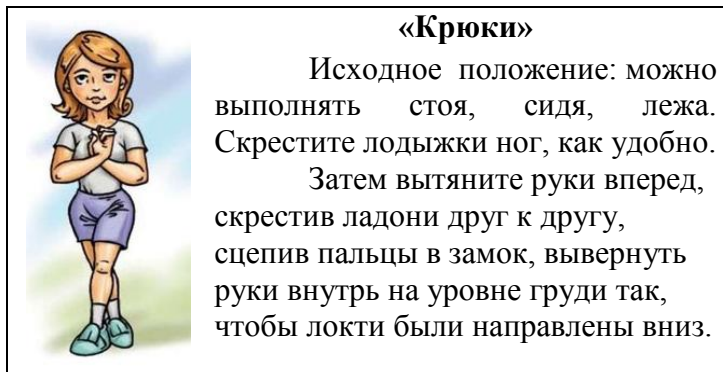 «Крюки»
Исходное положение: можно
выполнять стоя, сидя, лежа.
Скрестите лодыжки ног, как удобно.
Затем вытяните руки вперед,
скрестив ладони друг к другу,
сцепив пальцы в замок, вывернуть
руки внутрь на уровне груди так,
чтобы локти были направлены вниз.